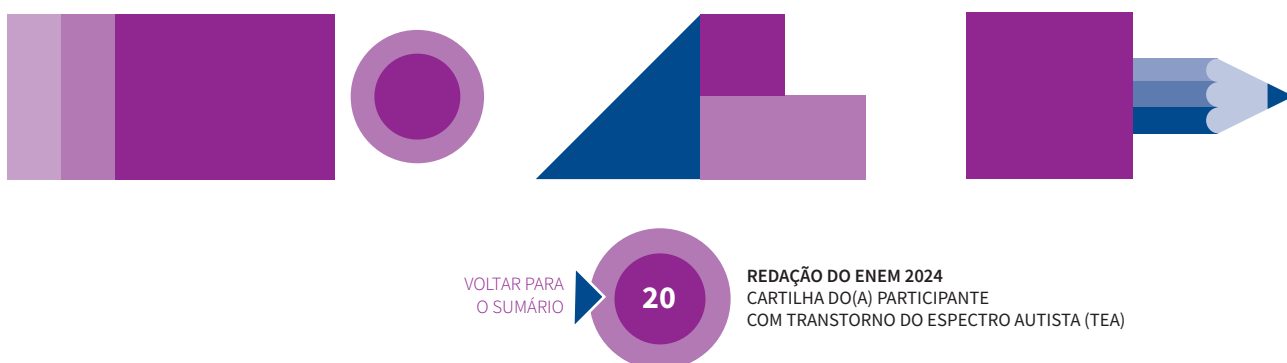 VOLTAR PARA
O SUMÁRIO
20
REDAÇÃO DO ENEM 2024
CARTILHA DO(A) PARTICIPANTE
COM TRANSTORNO DO ESPECTRO AUTISTA (TEA)